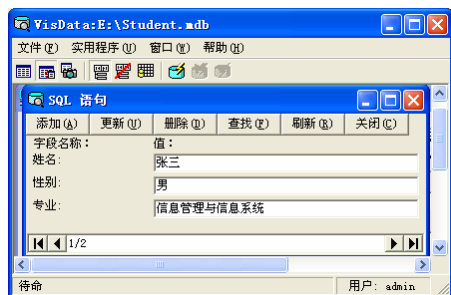 VisData:E:\Student.mdb
文件(F) 实用程序(U) 窗口(W) 帮助(H)
SQL 语句
添加(A) 更新(U) 删除(D) 查找(F) 刷新(R) 关闭(C)
字段名称: 值:
姓名: 张三
性别: 男
专业: 信息管理与信息系统
1/2
待命 用户: admin